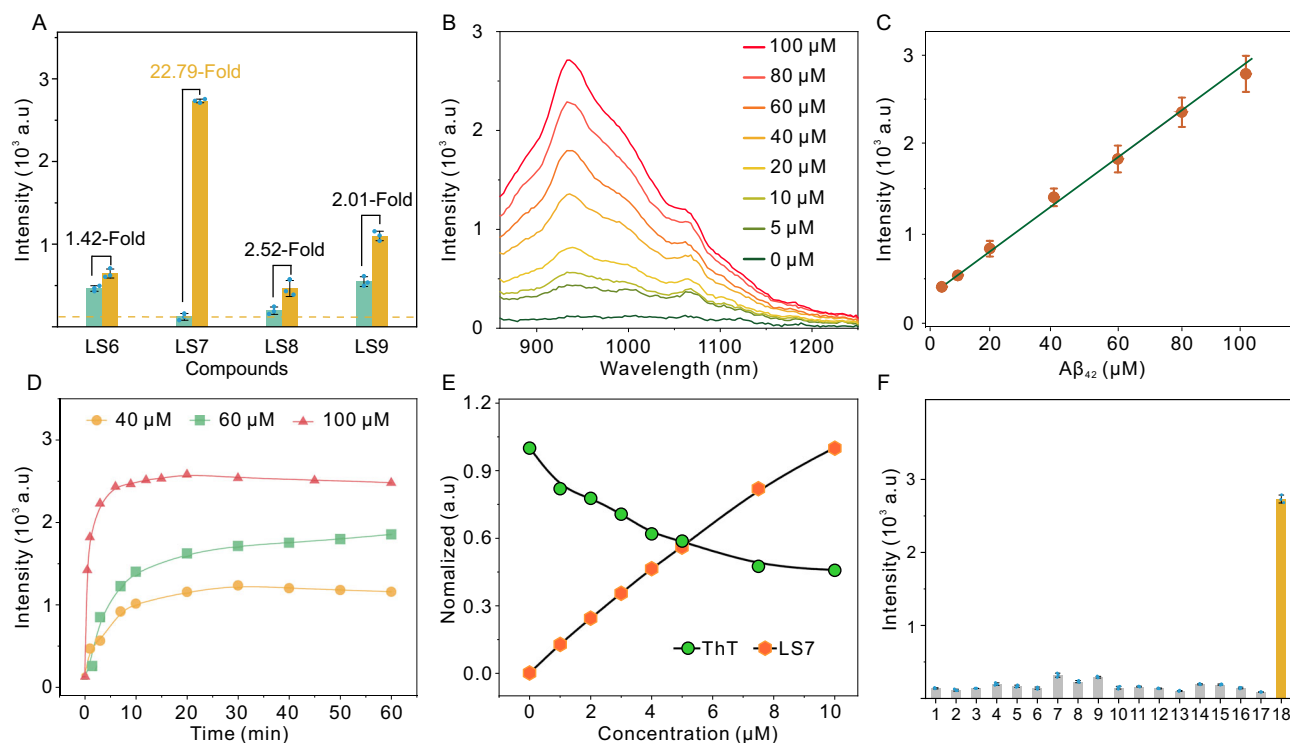 A
Intensity (10³ a.u)
3
2
1
0
1.42-Fold
22.79-Fold
2.52-Fold
2.01-Fold
LS6 LS7 LS8 LS9
Compounds
B
Intensity (10³ a.u)
3
2
1
0
100 µM
80 µM
60 µM
40 µM
20 µM
10 µM
5 µM
0 µM
900 1000 1100 1200
Wavelength (nm)
C
Intensity (10³ a.u)
3
2
1
0
0 20 40 60 80 100
Aβ₄₂ (µM)
D
Intensity (10³ a.u)
3
2
1
0
40 µM 60 µM 100 µM
0 10 20 30 40 50 60
Time (min)
E
Nomalized (a.u)
1.2
0.9
0.6
0.3
0.0
ThT LS7
0 2 4 6 8 10
Concentration (µM)
F
Intensity (10³ a.u)
3
2
1
0
1 2 3 4 5 6 7 8 9 10 11 12 13 14 15 16 17 18